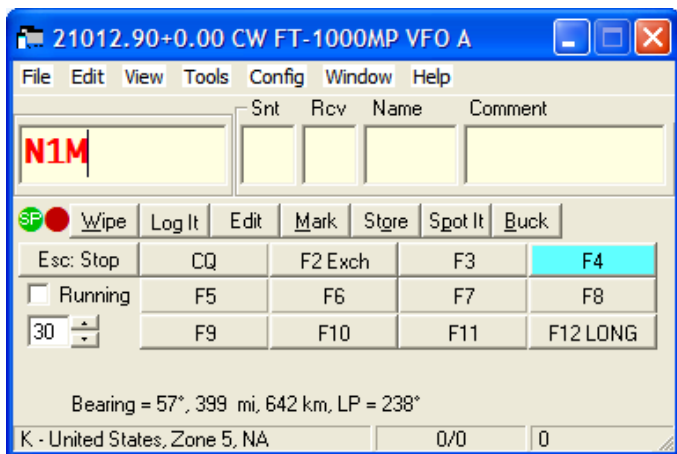 21012.90+0.00 CW FT-1000MP VFO A
File Edit View Tools Config Window Help
Snt Rcv Name Comment
N1M
SP Wipe Log It Edit Mark Store Spot It Buck
Esc: Stop CQ F2 Exch F3 F4
Running F5 F6 F7 F8
30 F9 F10 F11 F12 LONG
Bearing = 57°, 399 mi, 642 km, LP = 238°
K - United States, Zone 5, NA 0/0 0